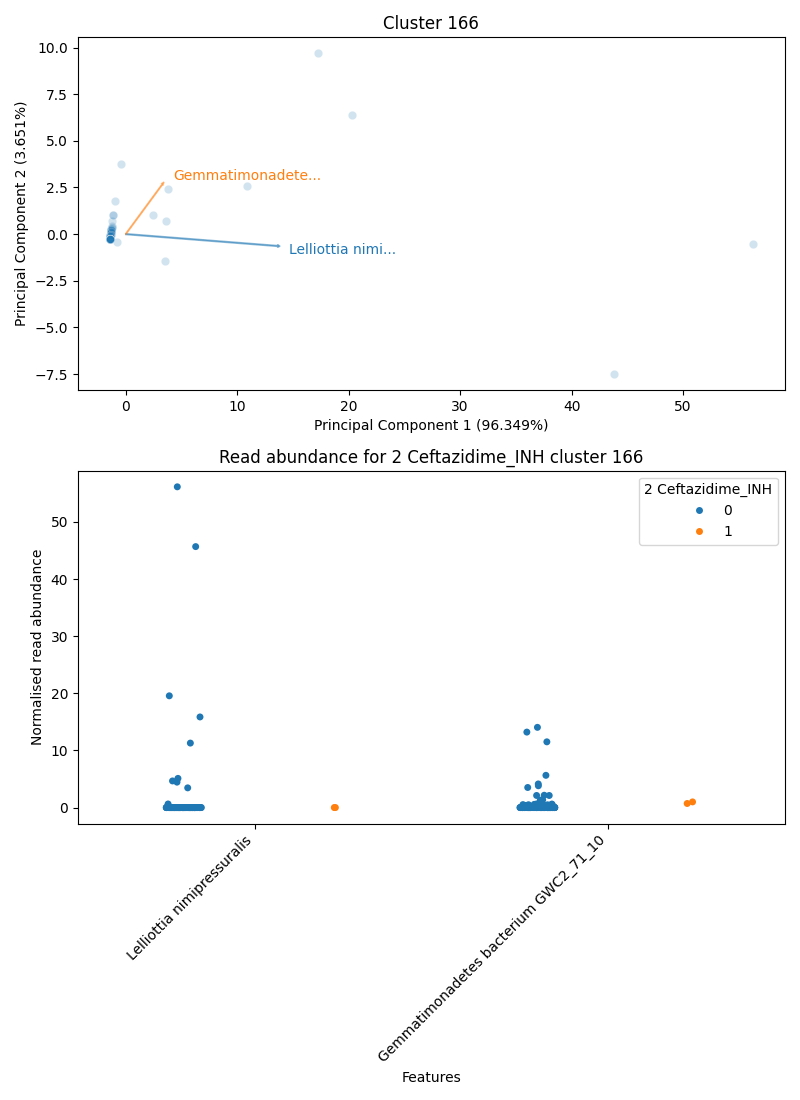 Cluster 166
10.0
7.5
5.0
2.5
0.0
−2.5
−5.0
−7.5
Principal Component 2 (3.651%)
Gemmatimonadete...
Lelliottia nimi...
0 10 20 30 40 50
Principal Component 1 (96.349%)
Read abundance for 2 Ceftazidime_INH cluster 166
50
40
30
20
10
0
Normalised read abundance
2 Ceftazidime_INH
0
1
Lelliottia nimipressuralis
Gemmatimonadetes bacterium GWC2_71_10
Features